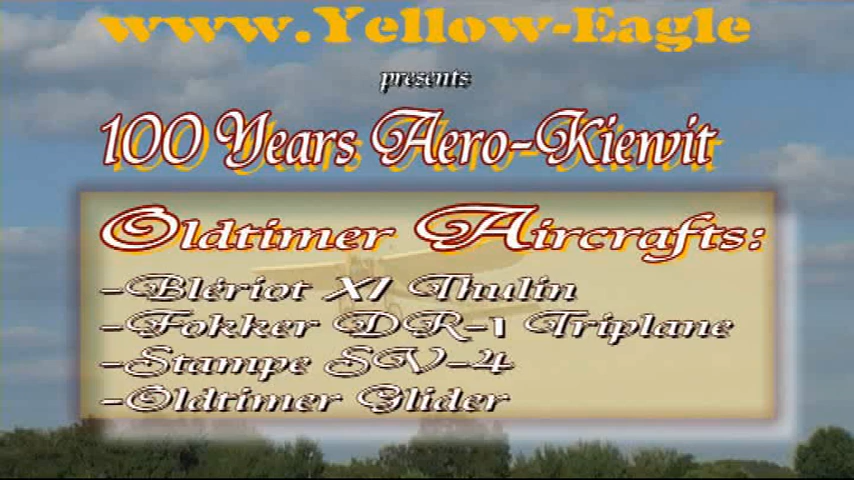 www.Yellow-Eagle
presents
100 Years Aero-Kiewit
Oldtimer Aircrafts:
-Blériot XI Thulin
-Fokker DR-1 Triplane
-Stampe SV-4
-Oldtimer Glider